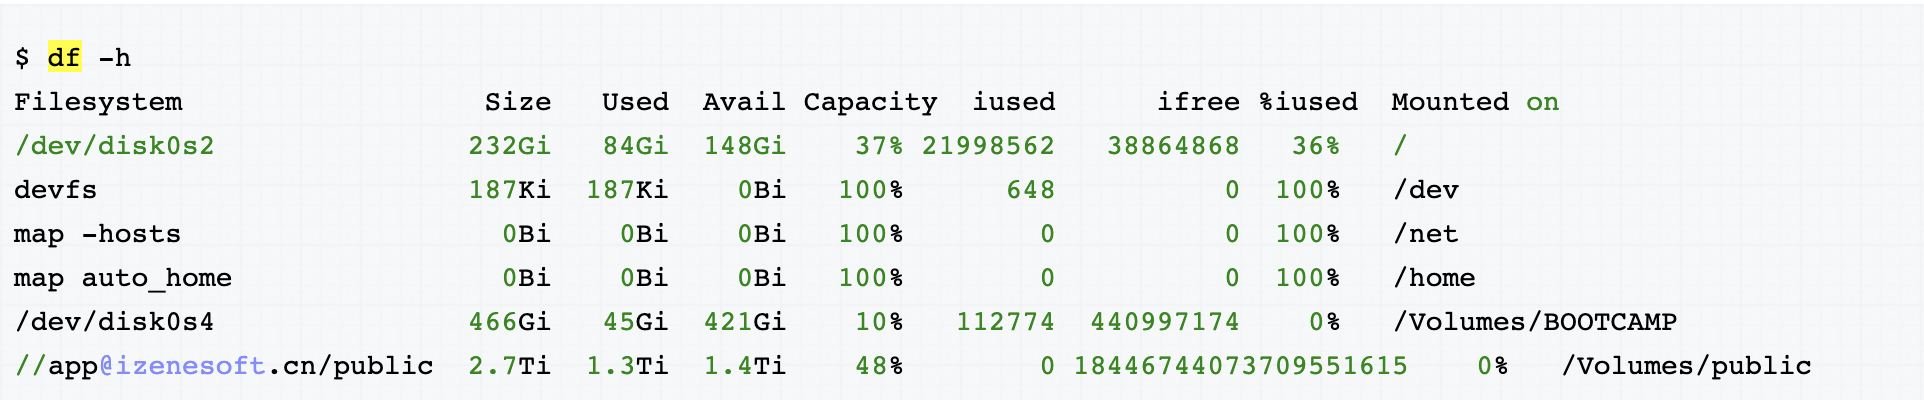 $ df -h
Filesystem Size Used Avail Capacity iused ifree %iused Mounted on
/dev/disk0s2 232Gi 84Gi 148Gi 37% 21998562 38864868 36% /
devfs 187Ki 187Ki 0Bi 100% 648 0 100% /dev
map -hosts 0Bi 0Bi 0Bi 100% 0 0 100% /net
map auto_home 0Bi 0Bi 0Bi 100% 0 0 100% /home
/dev/disk0s4 466Gi 45Gi 421Gi 10% 112774 440997174 0% /Volumes/BOOTCAMP
//app@izenesoft.cn/public 2.7Ti 1.3Ti 1.4Ti 48% 0 18446744073709551615 0% /Volumes/public